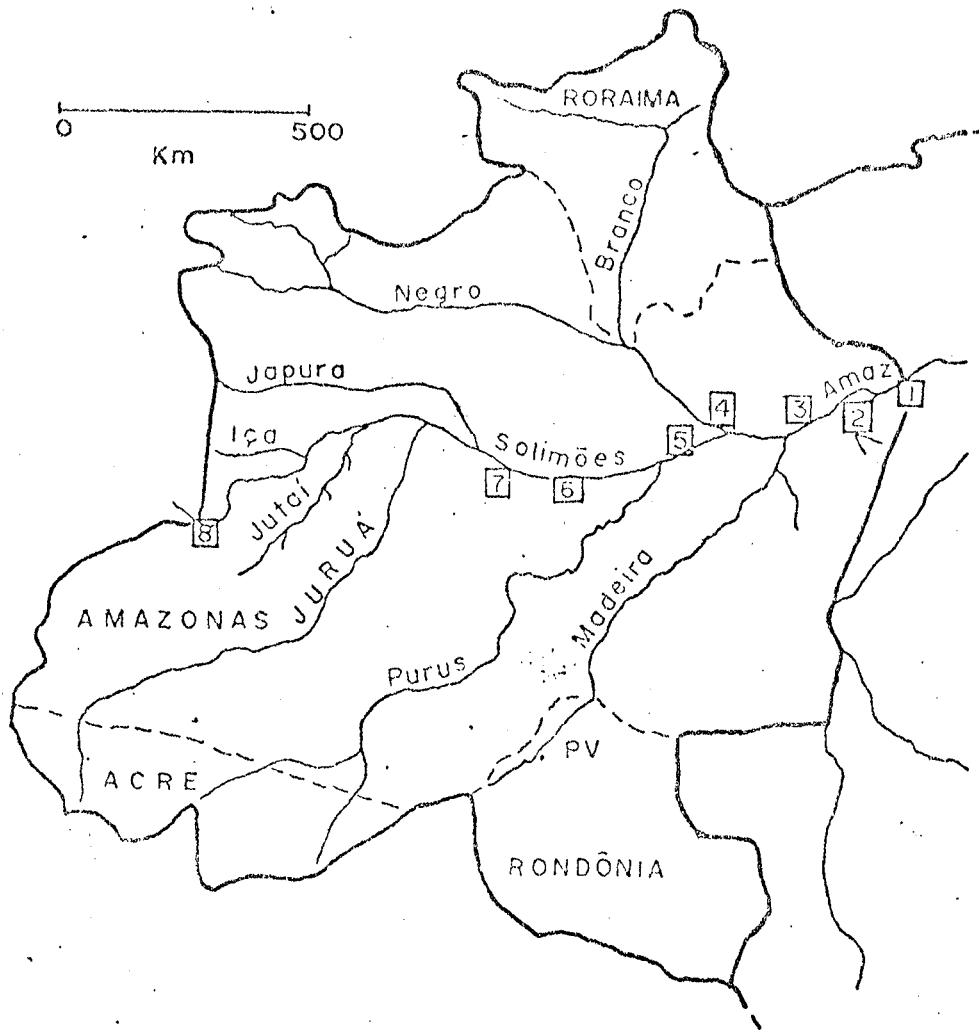 RORAIMA
0 500
Km
Branco
Negro
Japura
Amaz
1
2
3
4
Iça
Solimões
5
7
6
8
Jutaí
JURUÁ
AMAZONAS
Madeira
Purus
PV
ACRE
RONDÔNIA